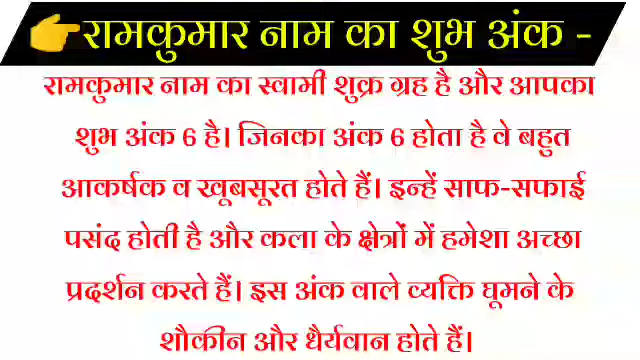 👉रामकुमार नाम का शुभ अंक -
रामकुमार नाम का स्वामी शुक्र ग्रह है और आपका
शुभ अंक 6 है। जिनका अंक 6 होता है वे बहुत
आकर्षक व खूबसूरत होते हैं। इन्हें साफ-सफाई
पसंद होती है और कला के क्षेत्रों में हमेशा अच्छा
प्रदर्शन करते हैं। इस अंक वाले व्यक्ति घूमने के
शौकीन और धैर्यवान होते हैं।